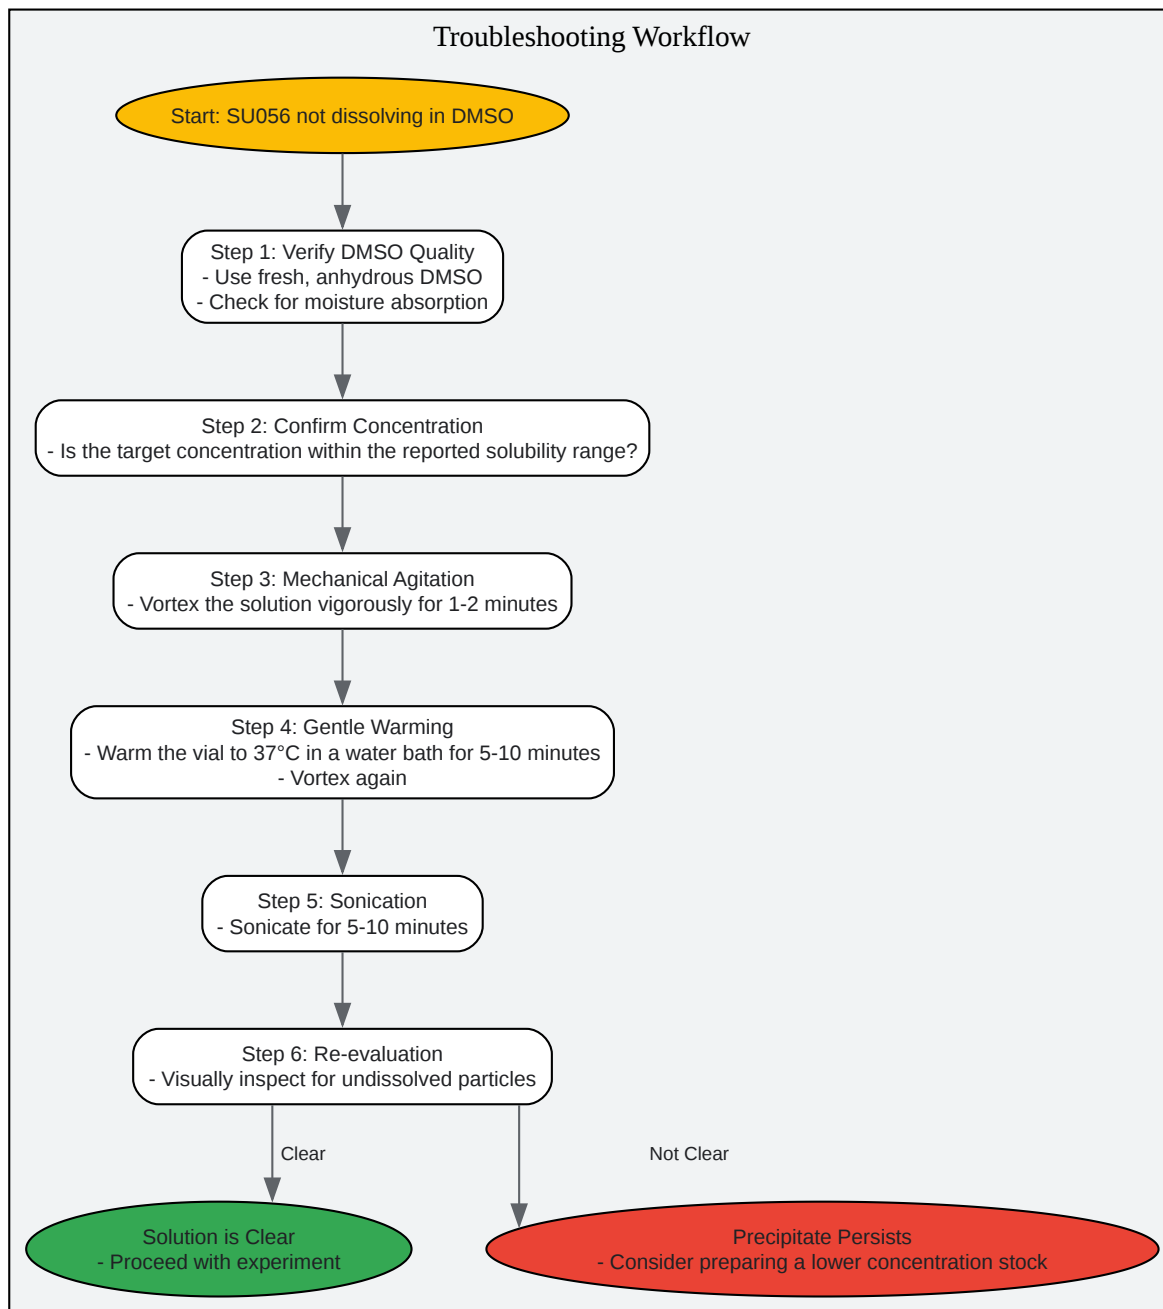 Troubleshooting Workflow
Start: SU056 not dissolving in DMSO
Step 1: Verify DMSO Quality
- Use fresh, anhydrous DMSO
- Check for moisture absorption
Step 2: Confirm Concentration
- Is the target concentration within the reported solubility range?
Step 3: Mechanical Agitation
- Vortex the solution vigorously for 1-2 minutes
Step 4: Gentle Warming
- Warm the vial to 37°C in a water bath for 5-10 minutes
- Vortex again
Step 5: Sonication
- Sonicate for 5-10 minutes
Step 6: Re-evaluation
- Visually inspect for undissolved particles
Clear
Not Clear
Solution is Clear
- Proceed with experiment
Precipitate Persists
- Consider preparing a lower concentration stock